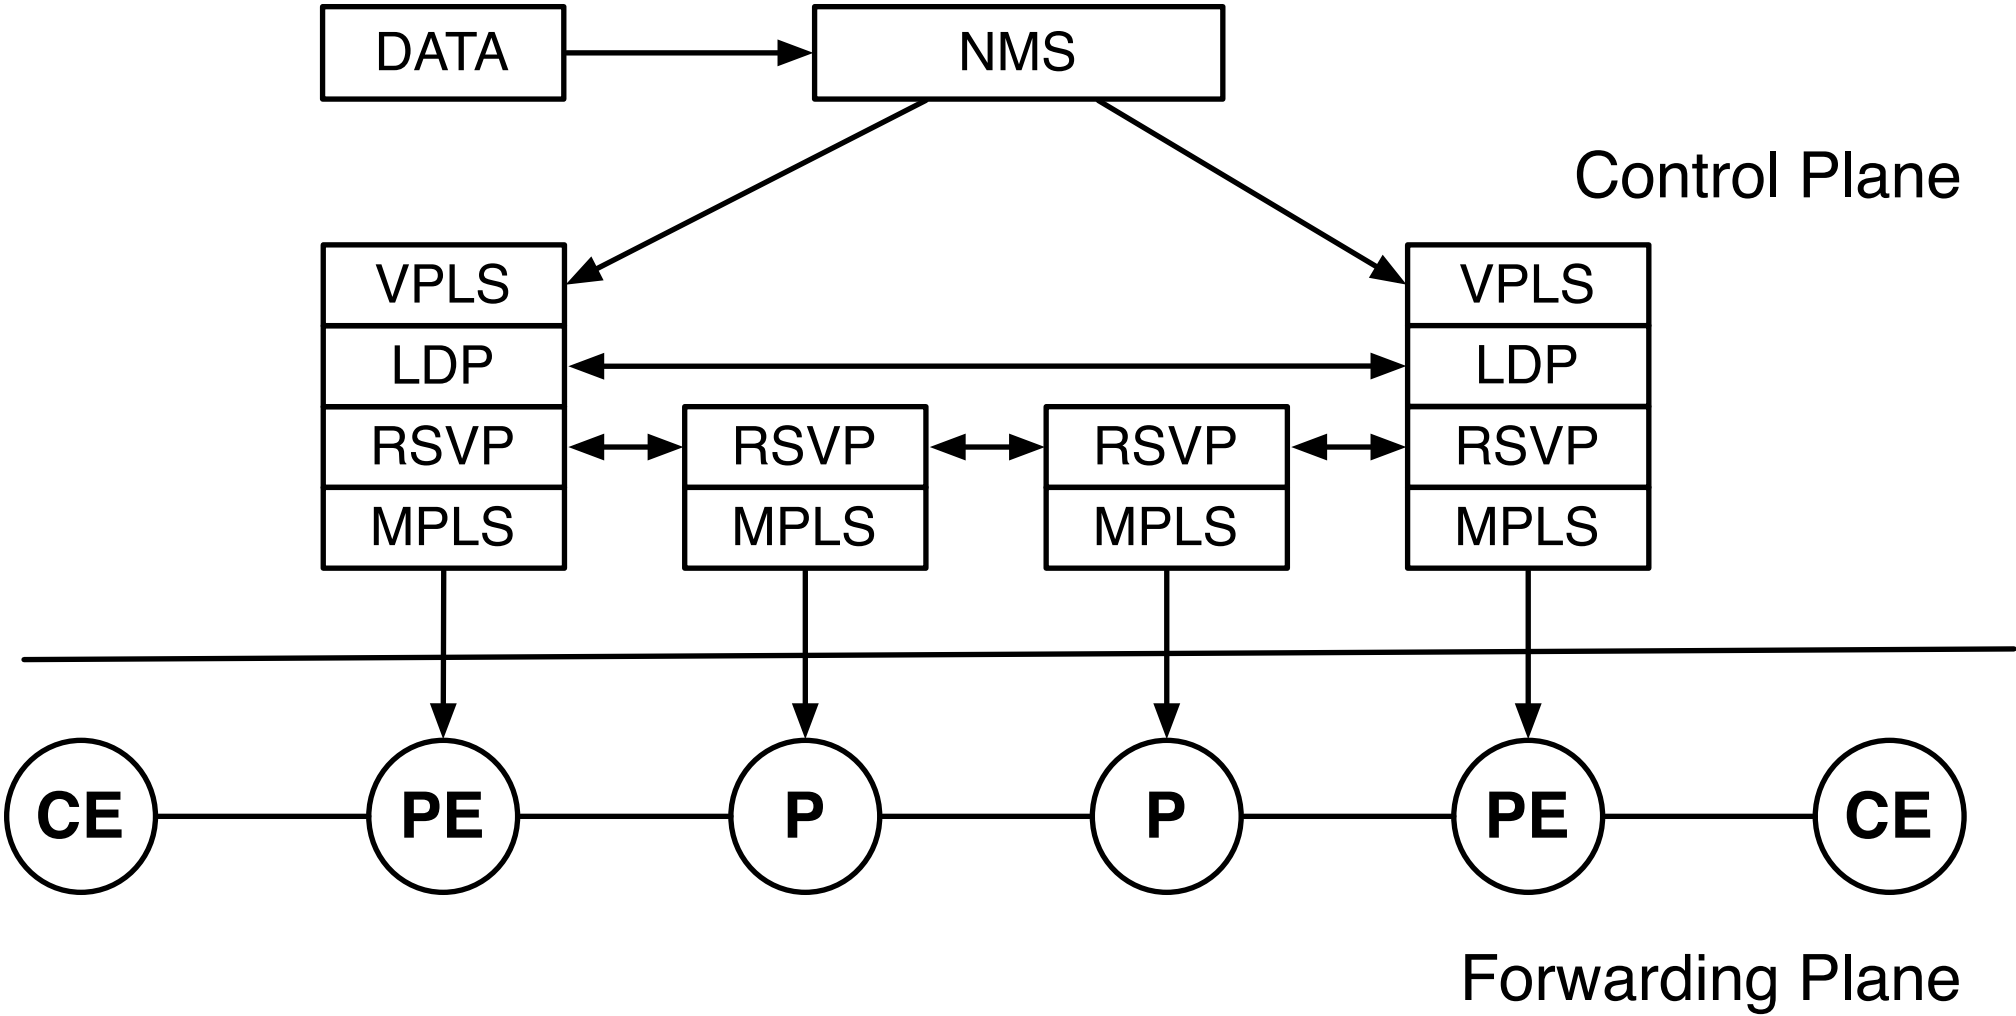 DATA NMS
Control Plane
VPLS VPLS
LDP LDP
RSVP RSVP RSVP RSVP
MPLS MPLS MPLS MPLS
CE PE P P PE CE
Forwarding Plane